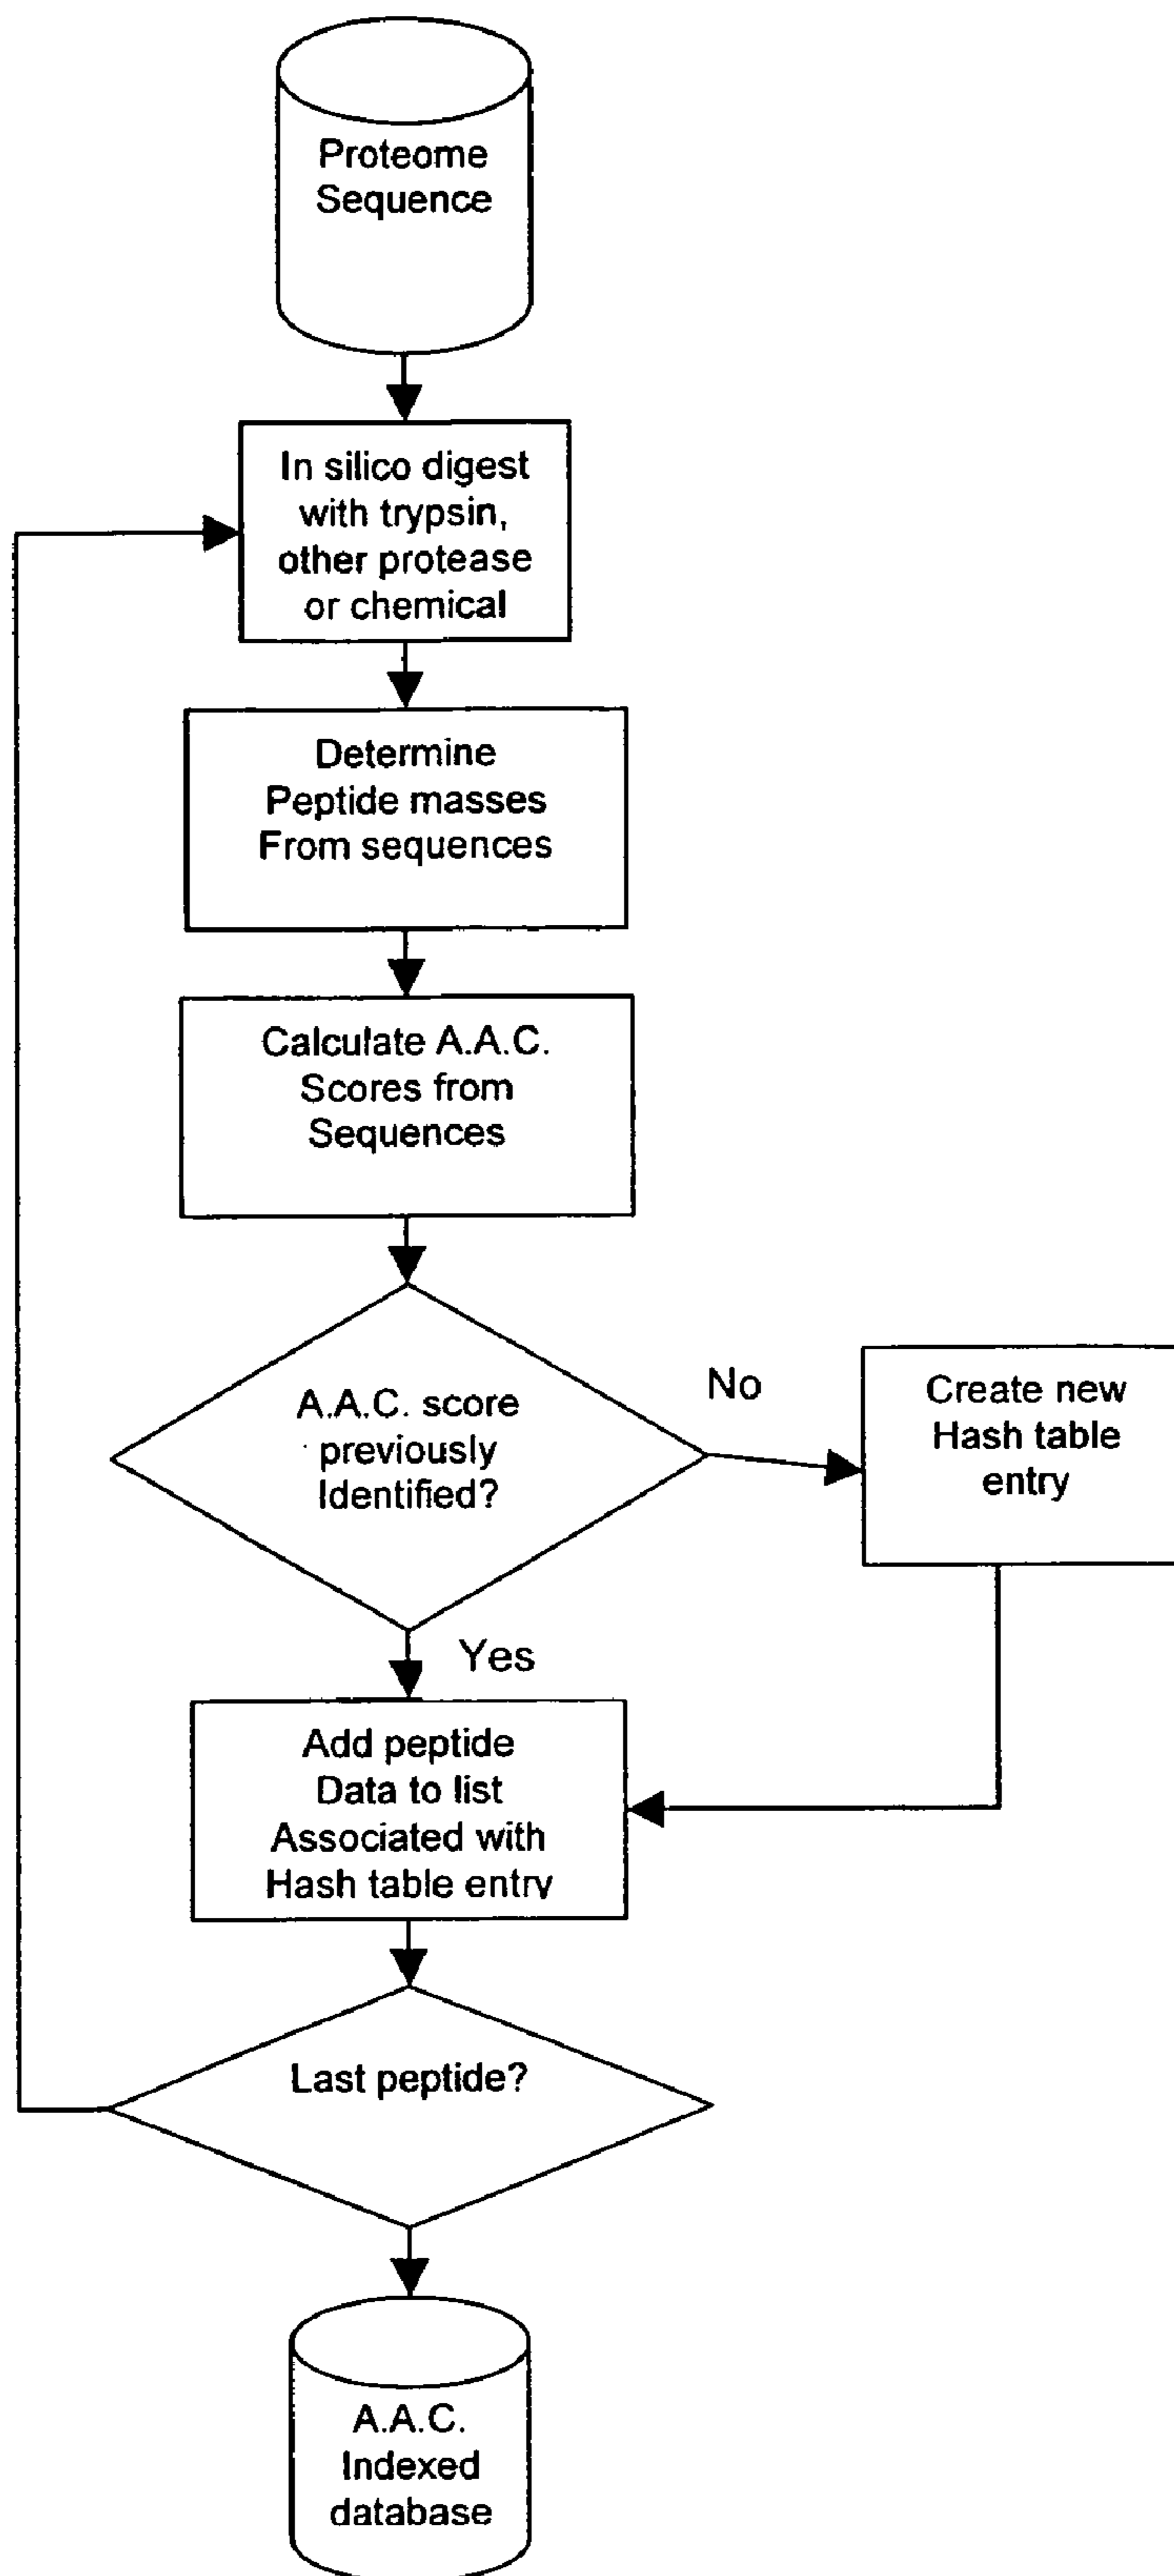 Proteome
Sequence
In silico digest
with trypsin,
other protease
or chemical
Determine
Peptide masses
From sequences
Calculate A.A.C.
Scores from
Sequences
A.A.C. score
previously
Identified?
No
Create new
Hash table
entry
Yes
Add peptide
Data to list
Associated with
Hash table entry
Last peptide?
A.A.C.
Indexed
database